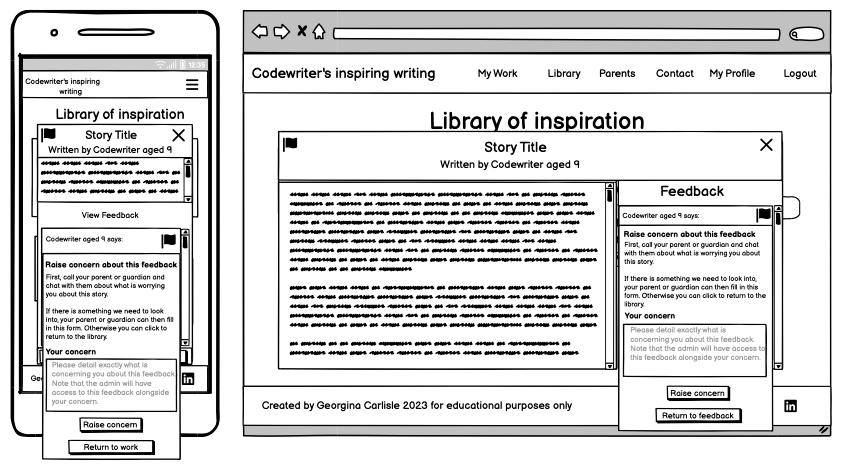 12:35
Codewriter's inspiring
writing
Library of inspiration
Story Title
Written by Codewriter aged 9
View Feedback
Codewriter aged 9 says:
Raise concern about this feedback
First, call your parent or guardian and
chat with them about what is worrying
you about this story.
If there is something we need to look
into, your parent or guardian can then fill
in this form. Otherwise you can click to
return to the library.
Your concern
Please detail exactly what is
concerning you about this feedback.
Note that the admin will have
access to this feedback alongside
your concern.
Raise concern
Return to work
in
Codewriter's inspiring writing
My Work
Library
Parents
Contact
My Profile
Logout
Library of inspiration
Story Title
Written by Codewriter aged 9
Feedback
Codewriter aged 9 says:
Raise concern about this feedback
First, call your parent or guardian and chat
with them about what is worrying you about
this story.
If there is something we need to look into,
your parent or guardian can then fill in this
form. Otherwise you can click to return to the
library.
Your concern
Please detail exactly what is
concerning you about this feedback.
Note that the admin will have access to
this feedback alongside your concern.
Raise concern
Return to feedback
Created by Georgina Carlisle 2023 for educational purposes only
in